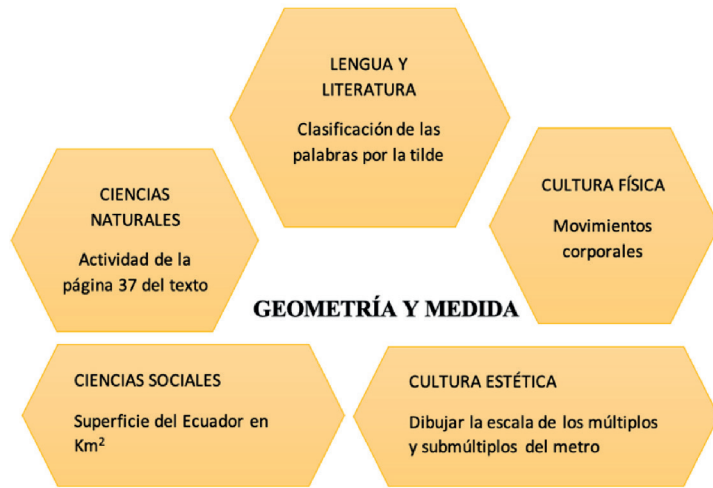 LENGUA Y
LITERATURA
Clasificación de las
palabras por la tilde
CIENCIAS
NATURALES
Actividad de la
página 37 del texto
CULTURA FÍSICA
Movimientos
corporales
GEOMETRÍA Y MEDIDA
CIENCIAS SOCIALES
Superficie del Ecuador en
Km²
CULTURA ESTÉTICA
Dibujar la escala de los múltiplos
y submúltiplos del metro